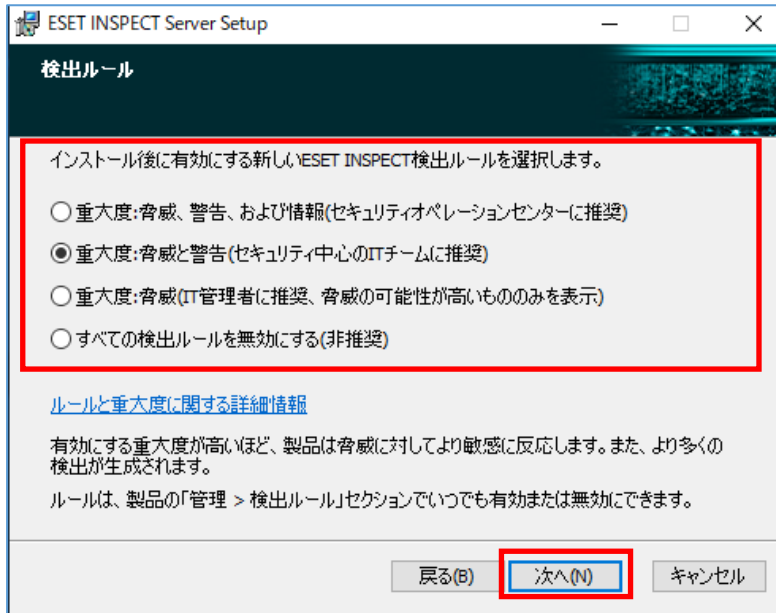 ESET INSPECT Server Setup
検出ルール
インストール後に有効にする新しいESET INSPECT検出ルールを選択します。
重大度:脅威、警告、および情報(セキュリティオペレーションセンターに推奨)
重大度:脅威と警告(セキュリティ中心のITチームに推奨)
重大度:脅威(IT管理者に推奨、脅威の可能性が高いもののみを表示)
すべての検出ルールを無効にする(非推奨)
ルールと重大度に関する詳細情報
有効にする重大度が高いほど、製品は脅威に対してより敏感に反応します。また、より多くの
検出が生成されます。
ルールは、製品の「管理 > 検出ルール」セクションでいつでも有効または無効にできます。
戻る(B) 次へ(N) キャンセル